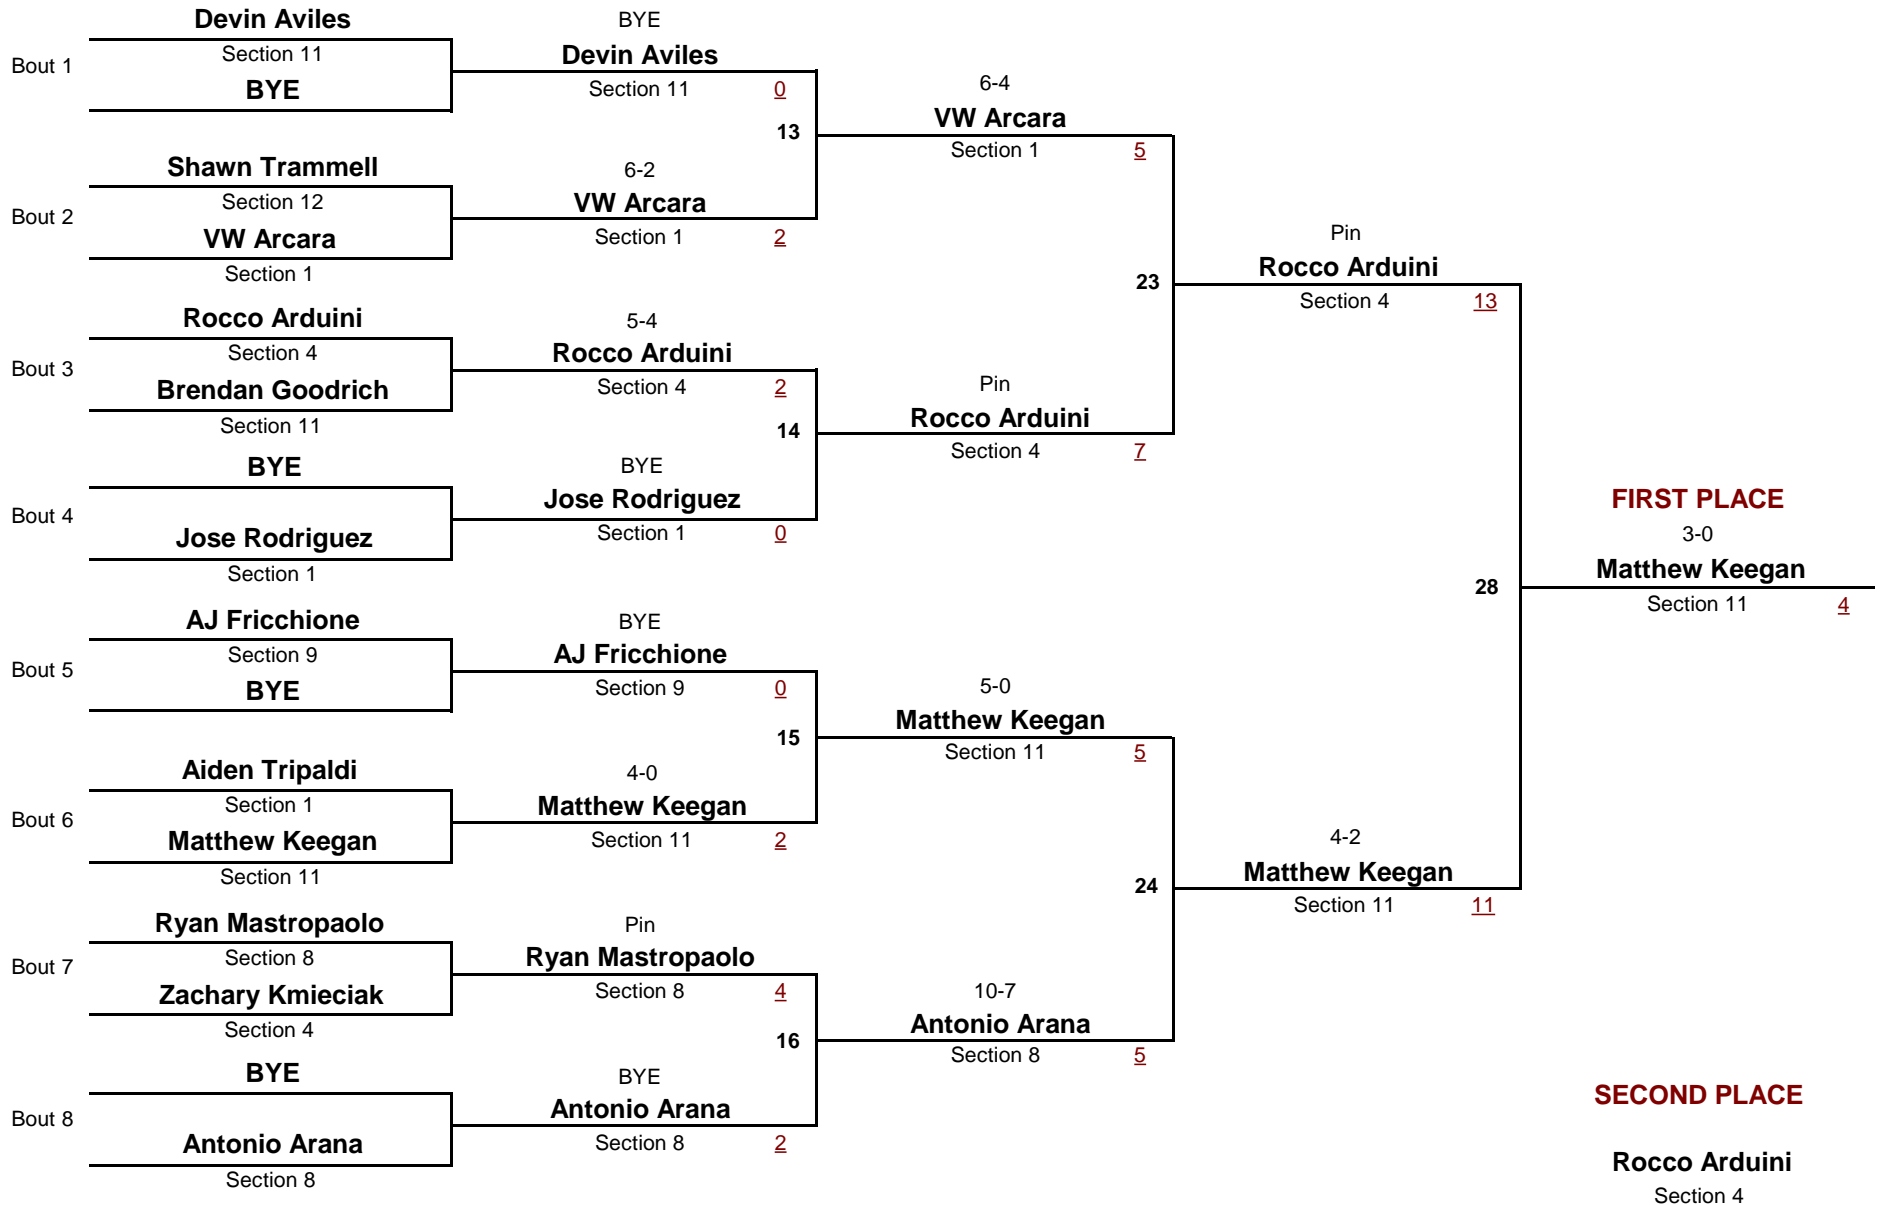 Devin Aviles
Bout 1
Section 11
BYE
Shawn Trammell
Bout 2
Section 12
VW Arcara
Section 1
Rocco Arduini
Bout 3
Section 4
Brendan Goodrich
Section 11
BYE
Bout 4
Jose Rodriguez
Section 1
AJ Fricchione
Bout 5
Section 9
BYE
Aiden Tripaldi
Bout 6
Section 1
Matthew Keegan
Section 11
Ryan Mastropaolo
Bout 7
Section 8
Zachary Kmieciak
Section 4
BYE
Bout 8
Antonio Arana
Section 8
BYE
Devin Aviles
Section 11 0
13
6-2
VW Arcara
Section 1 2
5-4
Rocco Arduini
Section 4 2
14
BYE
Jose Rodriguez
Section 1 0
BYE
AJ Fricchione
Section 9 0
15
4-0
Matthew Keegan
Section 11 2
Pin
Ryan Mastropaolo
Section 8 4
16
BYE
Antonio Arana
Section 8 2
6-4
VW Arcara
Section 1 5
23
Pin
Rocco Arduini
Section 4 7
5-0
Matthew Keegan
Section 11 5
24
10-7
Antonio Arana
Section 8 5
Pin
Rocco Arduini
Section 4 13
28
4-2
Matthew Keegan
Section 11 11
FIRST PLACE
3-0
Matthew Keegan
Section 11 4
SECOND PLACE
Rocco Arduini
Section 4